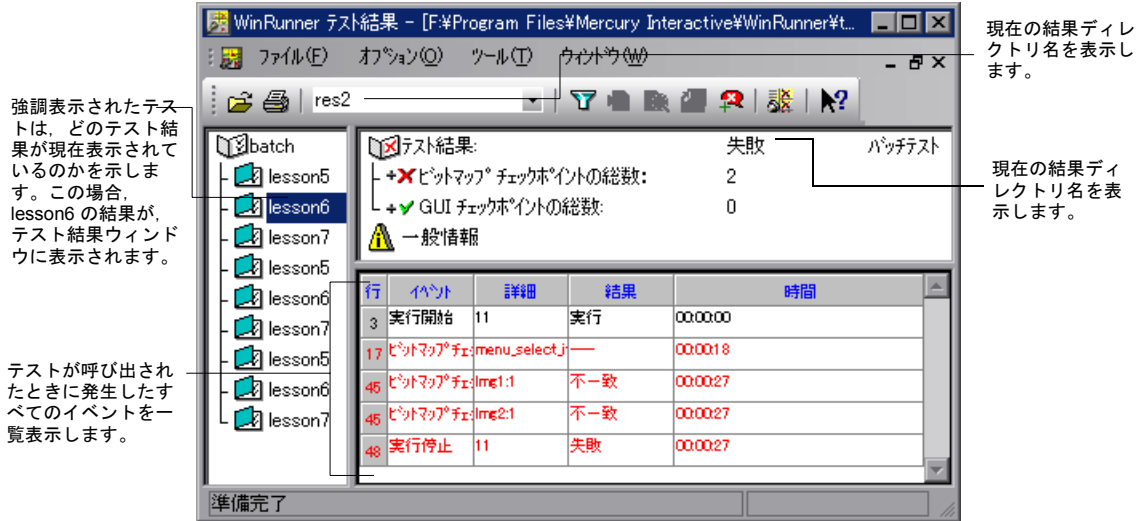 WinRunner テスト結果 - [F:¥Program Files¥Mercury Interactive¥WinRunner¥t...
ファイル(F) オプション(O) ツール(T) ウィンドウ(W)
res2
現在の結果ディレ
クトリ名を表示し
ます。
強調表示されたテス
トは，どのテスト結
果が現在表示されて
いるのかを示しま
す。この場合，
lesson6 の結果が，
テスト結果ウィンド
ウに表示されます。
batch
lesson5
lesson6
lesson7
lesson5
lesson6
lesson7
lesson5
lesson6
lesson7
テスト結果: 失敗 バッチテスト
ビットマップ チェックポイントの総数: 2
GUI チェックポイントの総数: 0
一般情報
現在の結果ディ
レクトリ名を表
示します。
行 イベント 詳細 結果 時間
3 実行開始 11 実行 00:00:00
17 ビットマップ チェ menu_select_i ---- 00:00:18
45 ビットマップ チェ Img1:1 不一致 00:00:27
45 ビットマップ チェ Img2:1 不一致 00:00:27
48 実行停止 11 失敗 00:00:27
テストが呼び出され
たときに発生したす
べてのイベントを一
覧表示します。
準備完了